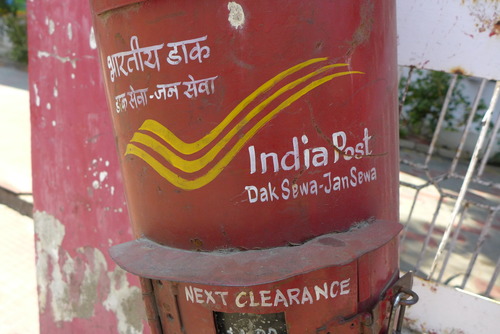 भारतीय डाक
डाक सेवा-जन सेवा
India Post
Dak Sewa-Jan Sewa
NEXT CLEARANCE